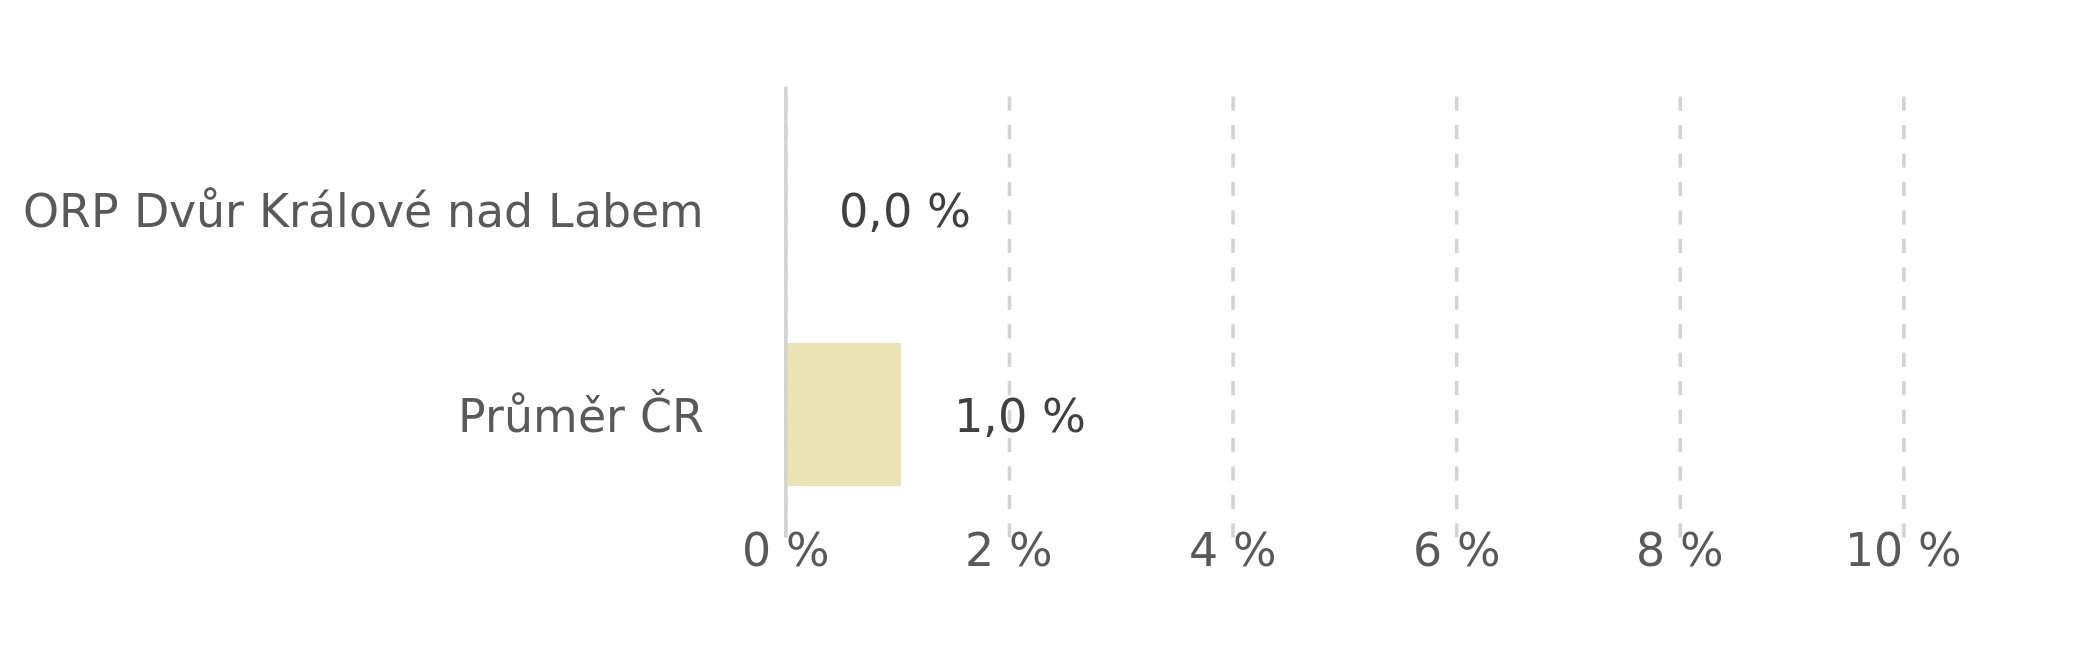 ORP Dvůr Králové nad Labem 0,0 %
Průměr ČR 1,0 %
0 % 2 % 4 % 6 % 8 % 10 %